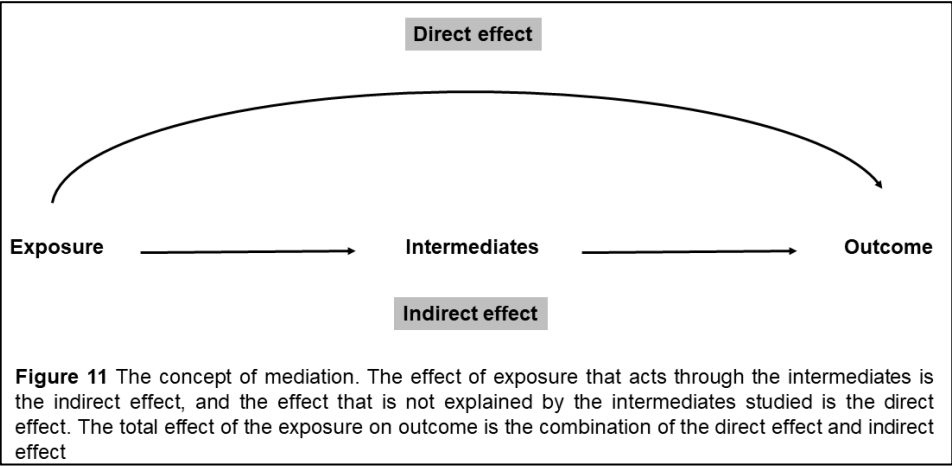 Direct effect
Exposure Intermediates Outcome
Indirect effect
Figure 11 The concept of mediation. The effect of exposure that acts through the intermediates is
the indirect effect, and the effect that is not explained by the intermediates studied is the direct
effect. The total effect of the exposure on outcome is the combination of the direct effect and indirect
effect